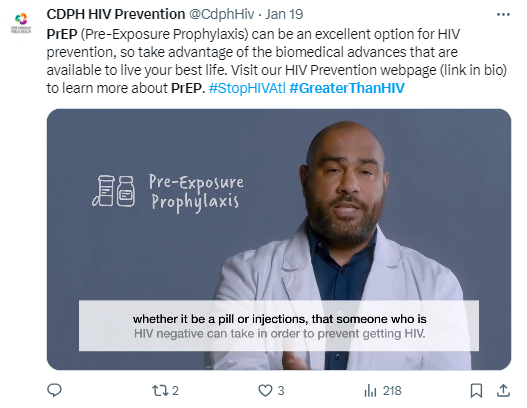 CDPH HIV Prevention @CdphHiv · Jan 19
PrEP (Pre-Exposure Prophylaxis) can be an excellent option for HIV
prevention, so take advantage of the biomedical advances that are
available to live your best life. Visit our HIV Prevention webpage (link in bio)
to learn more about PrEP. #StopHIVAtl #GreaterThanHIV
Pre-Exposure
Prophylaxis
whether it be a pill or injections, that someone who is
HIV negative can take in order to prevent getting HIV.
2
3
218